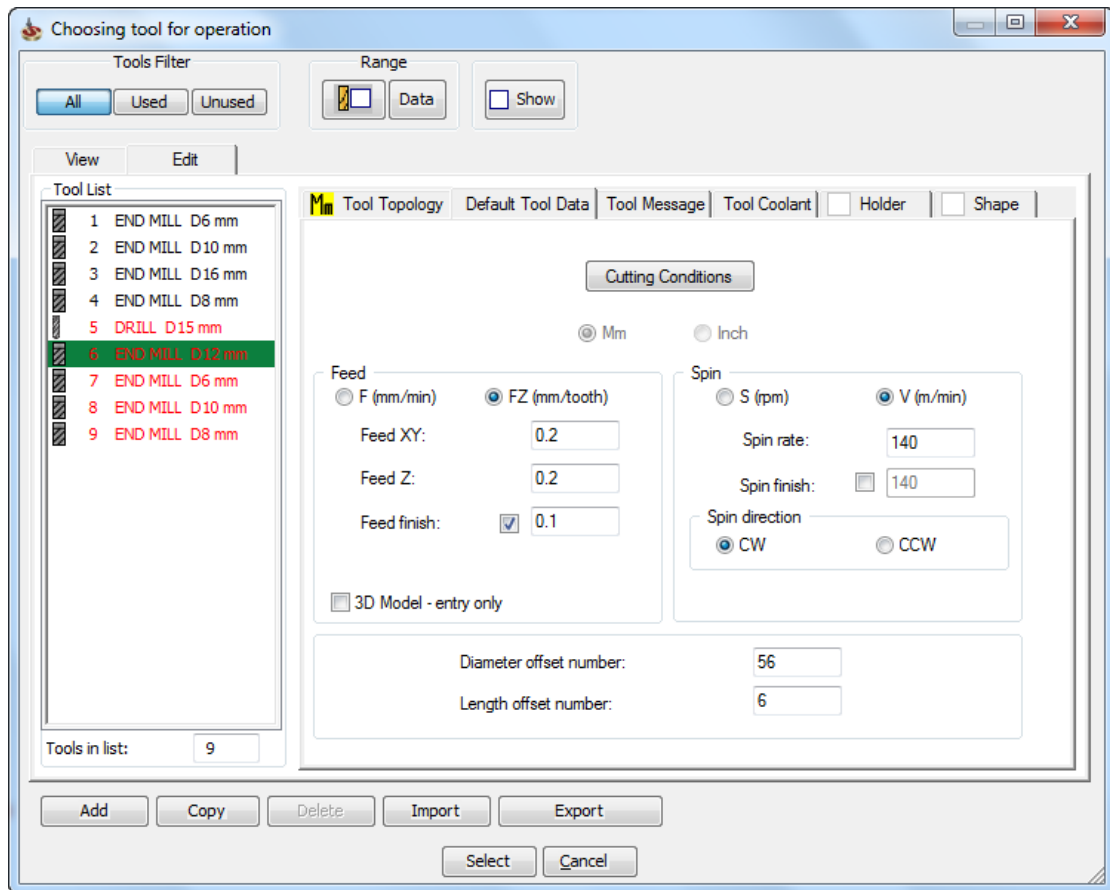 Choosing tool for operation
Tools Filter
Range
All Used Unused
Data
Show
View Edit
Tool List
1 END MILL D6 mm
2 END MILL D10 mm
3 END MILL D16 mm
4 END MILL D8 mm
5 DRILL D15 mm
6 END MILL D12 mm
7 END MILL D6 mm
8 END MILL D10 mm
9 END MILL D8 mm
Tools in list: 9
Mm Tool Topology Default Tool Data Tool Message Tool Coolant Holder Shape
Cutting Conditions
Mm Inch
Feed
F (mm/min) FZ (mm/tooth)
Feed XY: 0.2
Feed Z: 0.2
Feed finish: 0.1
3D Model - entry only
Spin
S (rpm) V (m/min)
Spin rate: 140
Spin finish: 140
Spin direction
CW CCW
Diameter offset number: 56
Length offset number: 6
Add Copy Delete Import Export
Select Cancel